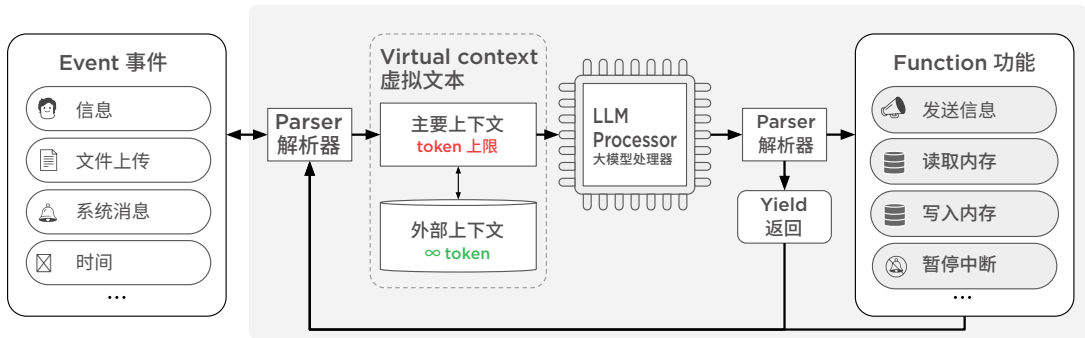 Event 事件
信息
文件上传
系统消息
时间
...
Parser
解析器
Virtual context
虚拟文本
主要上下文
token 上限
外部上下文
∞ token
LLM
Processor
大模型处理器
Parser
解析器
Yield
返回
Function 功能
发送信息
读取内存
写入内存
暂停中断
...